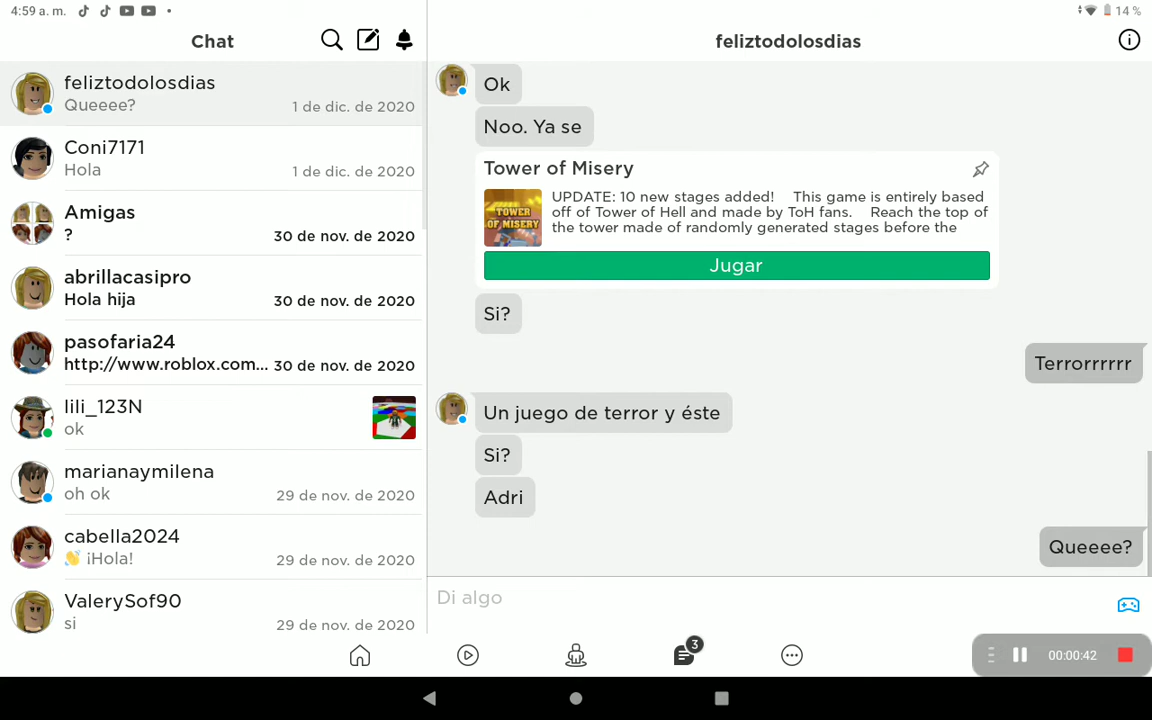 4:59 a. m.
14 %
Chat
feliztodolosdias
Queeee?
1 de dic. de 2020
Coni7171
Hola
1 de dic. de 2020
Amigas
?
30 de nov. de 2020
abrillacasipro
Hola hija
30 de nov. de 2020
pasofaria24
http://www.roblox.com...
30 de nov. de 2020
lili_123N
ok
marianaymilena
oh ok
29 de nov. de 2020
cabella2024
👋 ¡Hola!
29 de nov. de 2020
ValerySof90
si
29 de nov. de 2020
feliztodolosdias
Ok
Noo. Ya se
Tower of Misery
TOWER
OF MISERY
UPDATE: 10 new stages added! This game is entirely based
off of Tower of Hell and made by ToH fans. Reach the top of
the tower made of randomly generated stages before the
Jugar
Si?
Terrorrrrrr
Un juego de terror y éste
Si?
Adri
Queeee?
Di algo
3
00:00:42